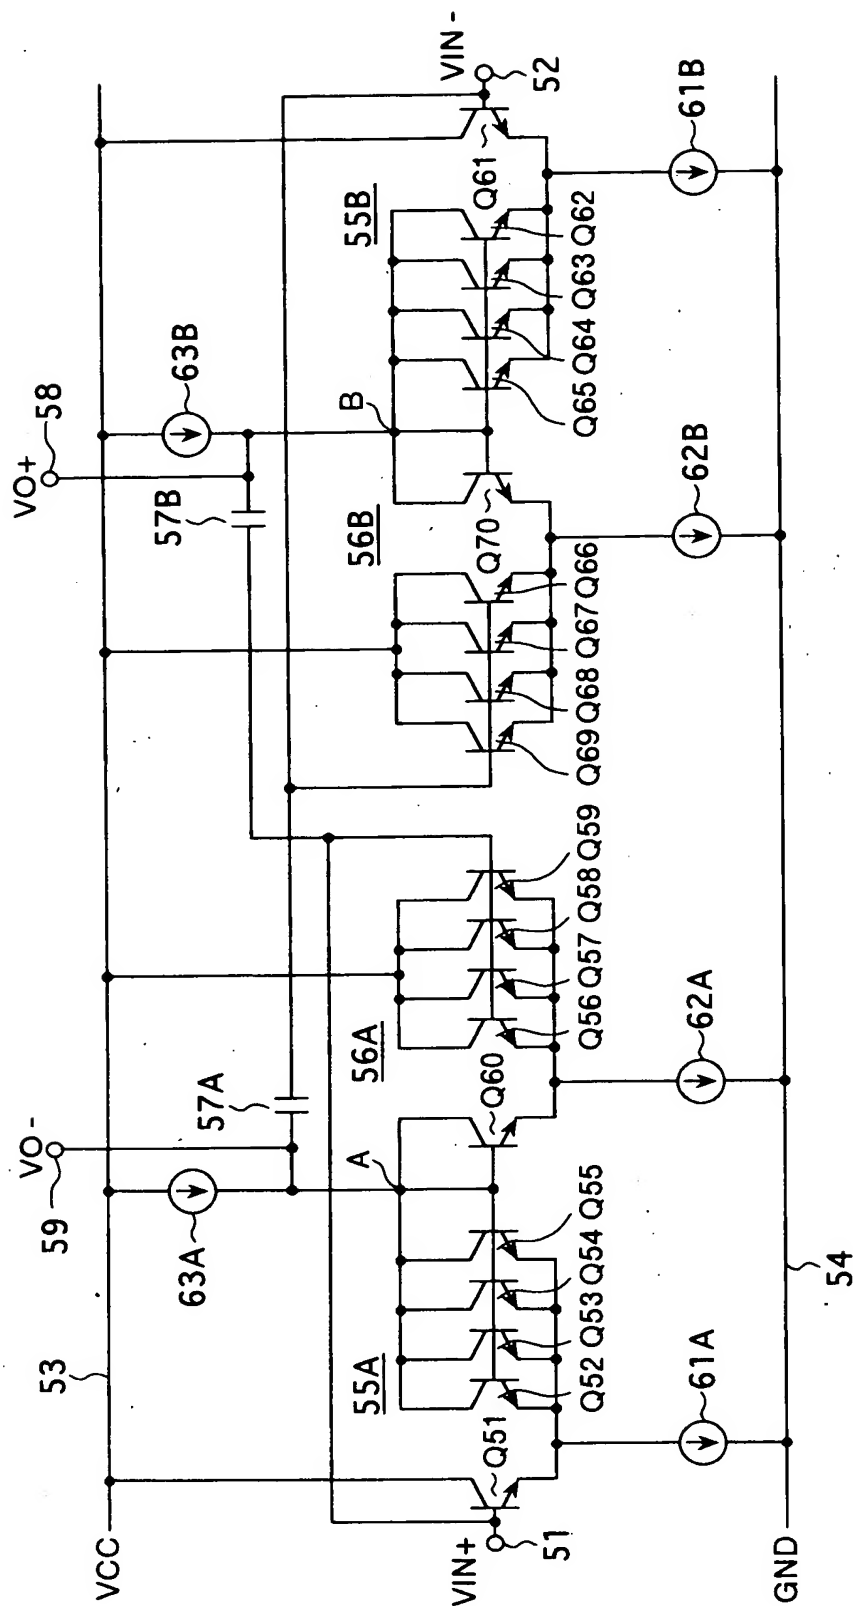 VO-
VO+
59
58
53
VCC
63A
57A
57B
63B
A
B
55A
56A
56B
55B
VIN+
Q51
Q60
Q70
Q61
VIN-
51
52
Q52 Q53 Q54 Q55
Q56 Q57 Q58 Q59
Q69 Q68 Q67 Q66
Q65 Q64 Q63 Q62
61A
62A
62B
61B
GND
54